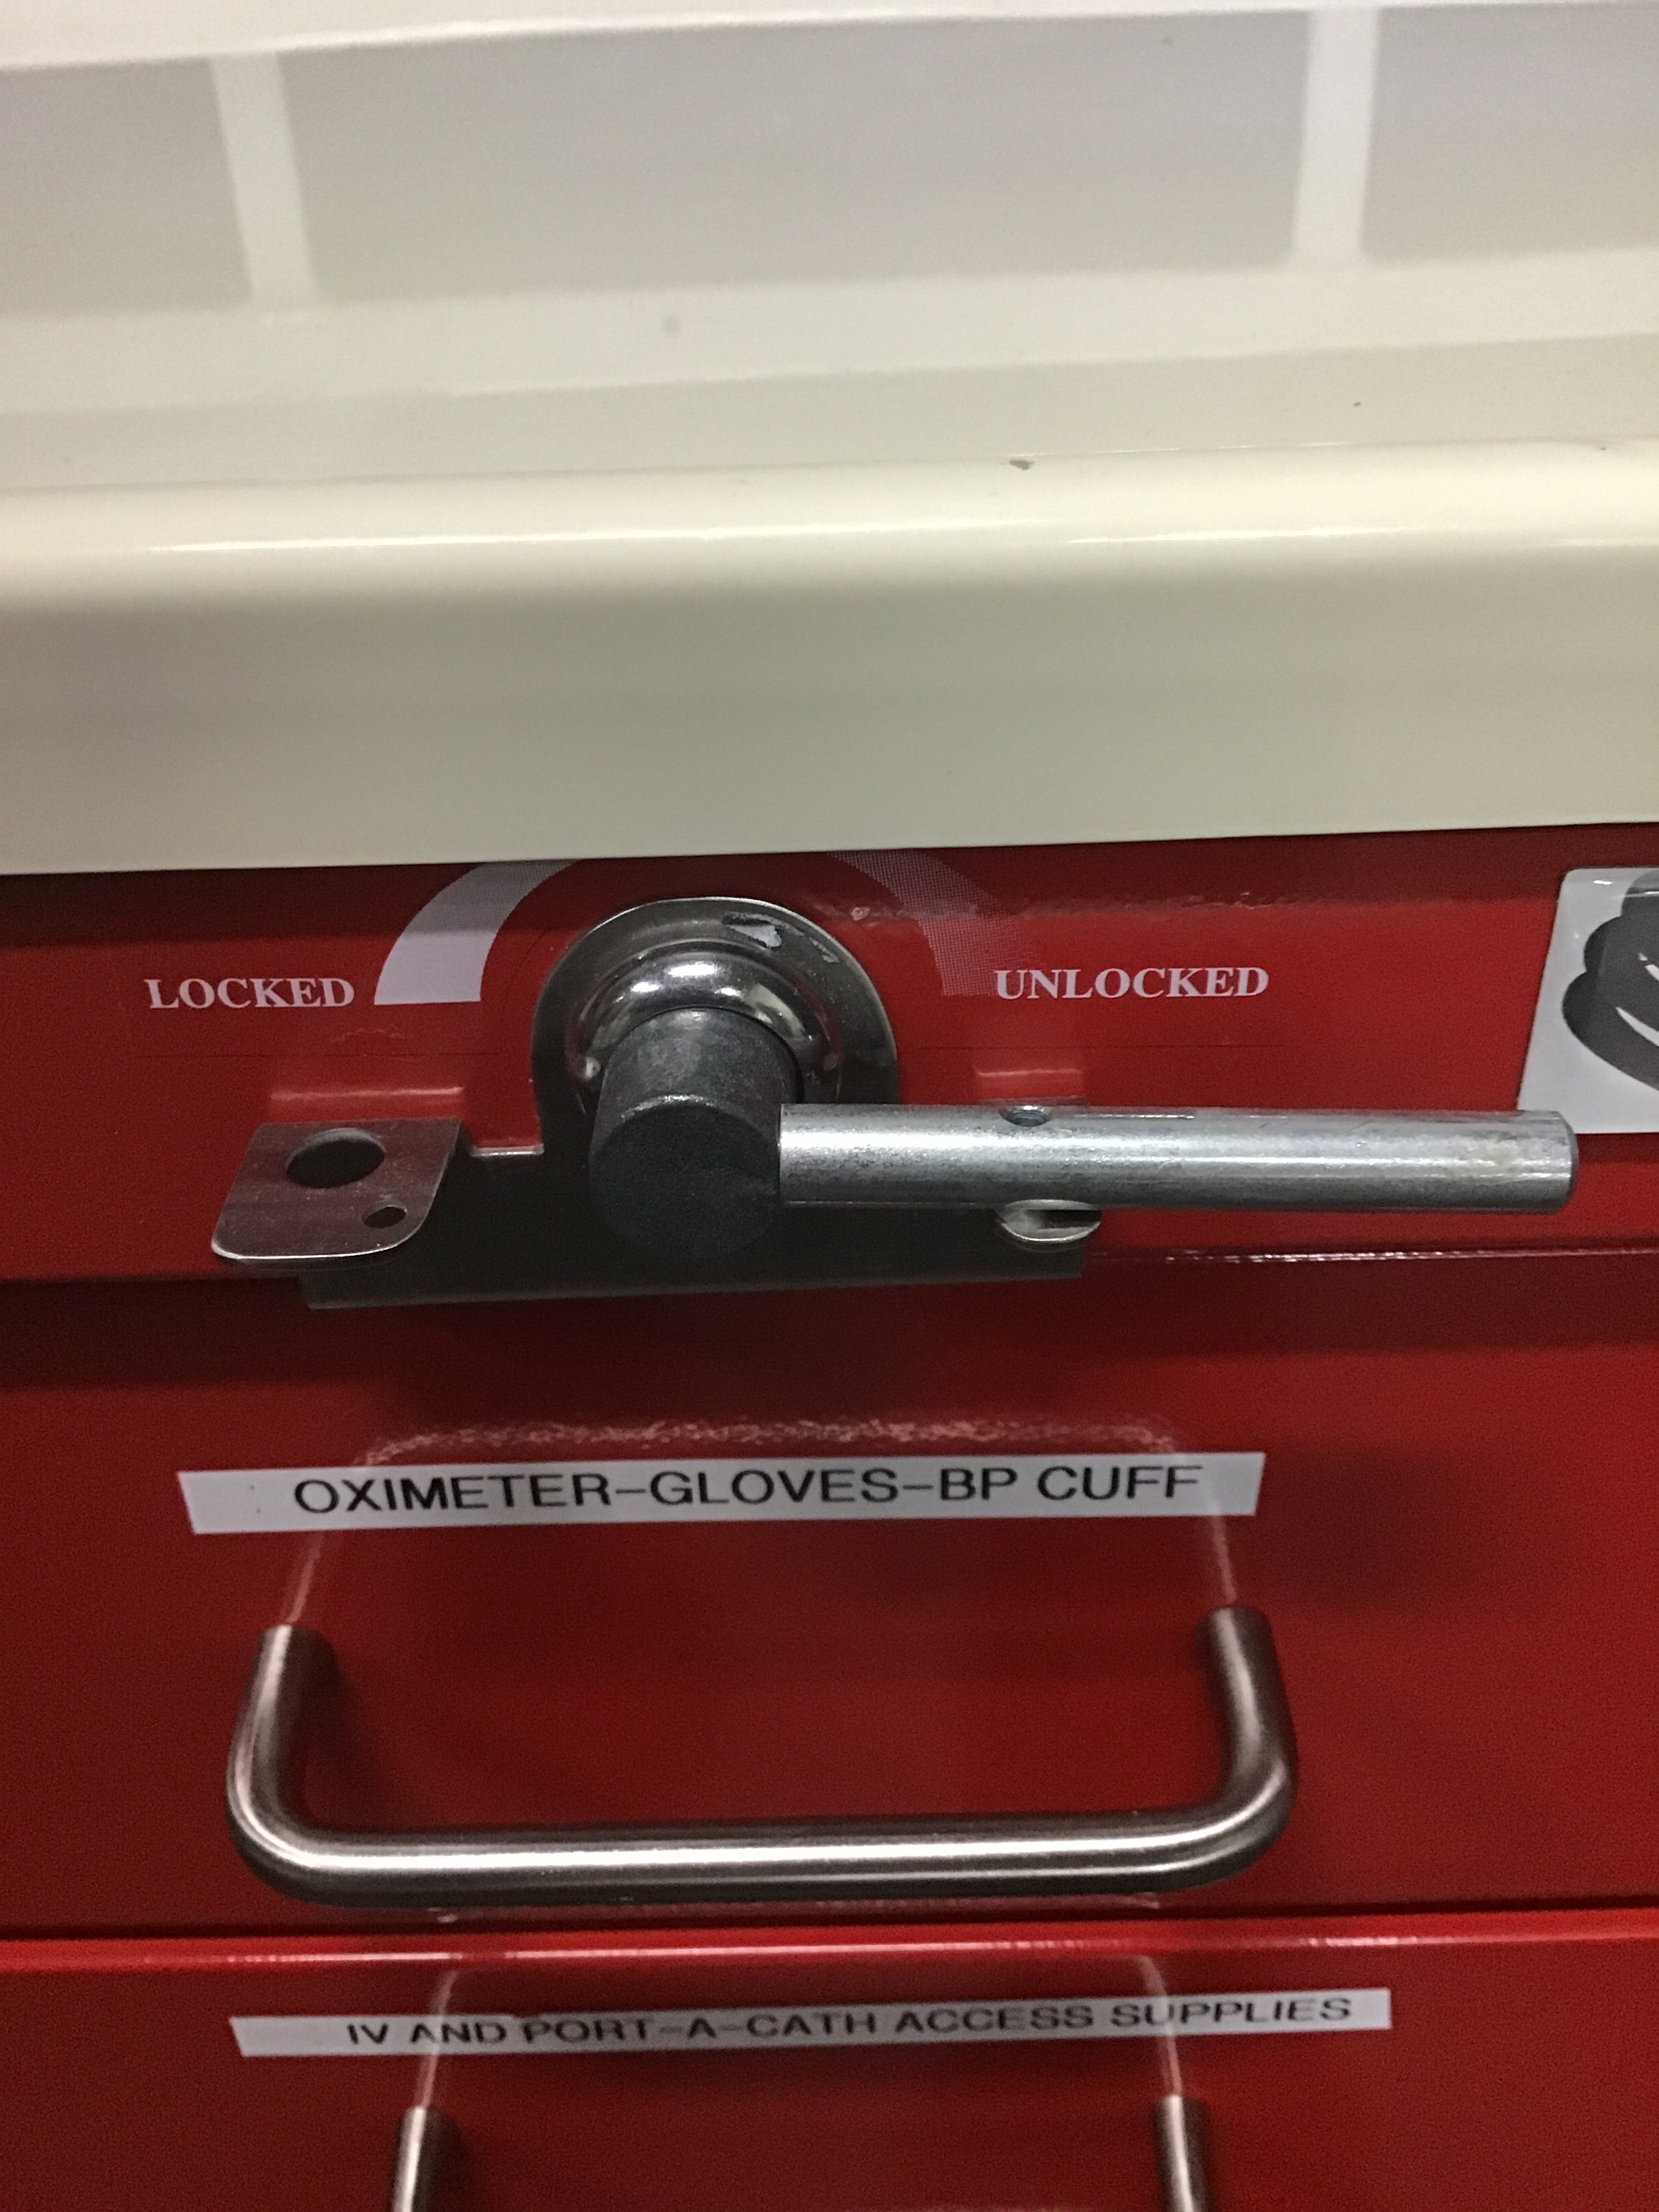 LOCKED UNLOCKED
OXIMETER-GLOVES-BP CUFF
IV AND PORT-A-CATH ACCESS SUPPLIES